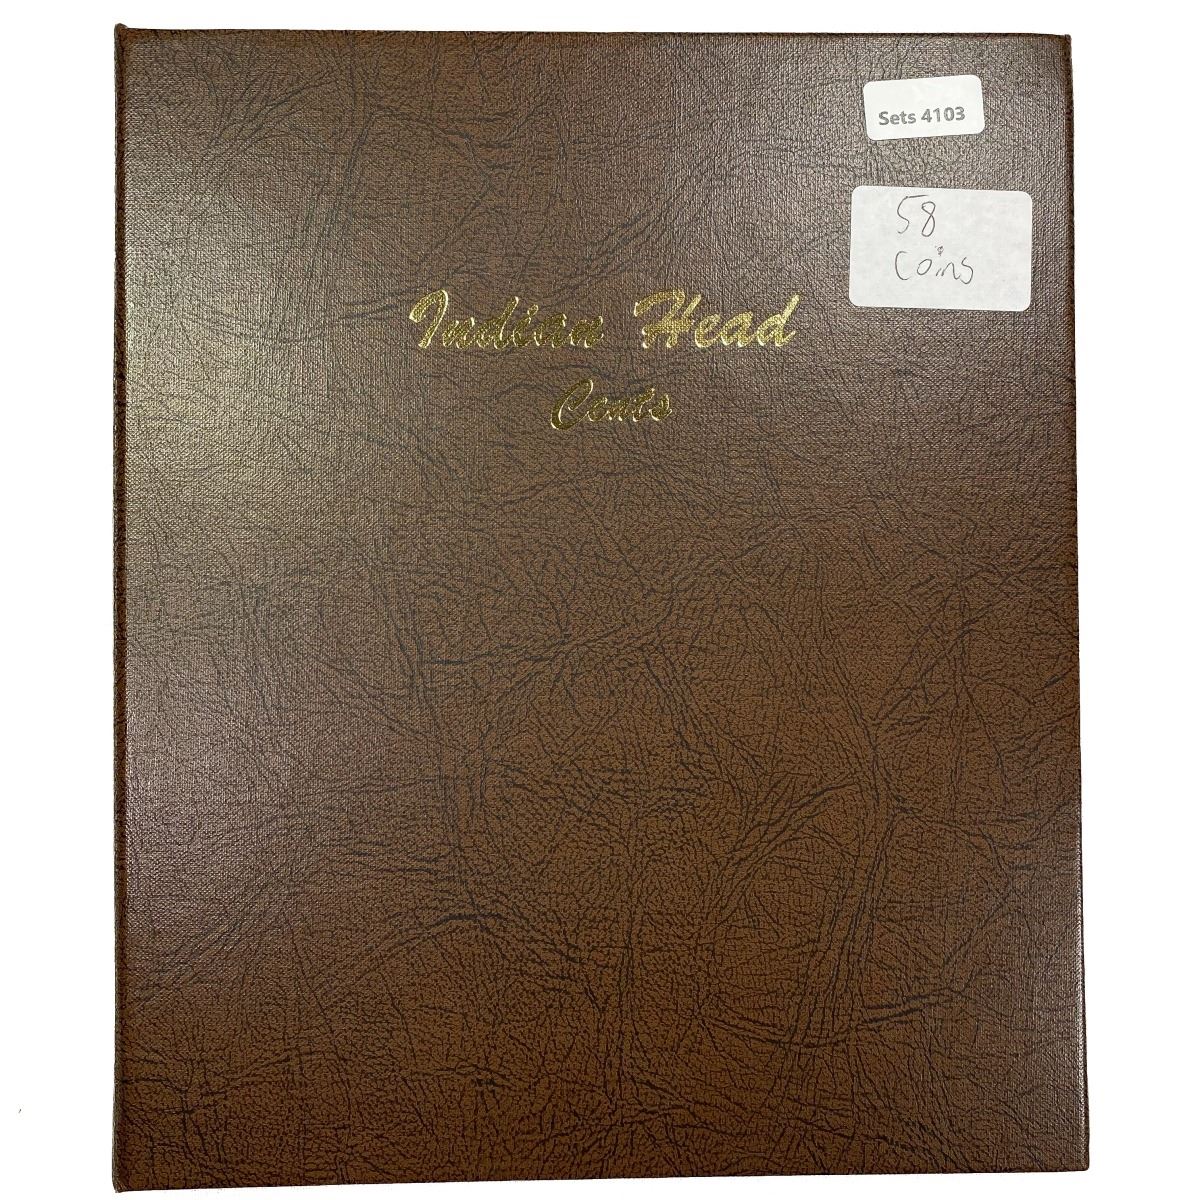 Sets 4103
58
Coins
Indian Head
Cents